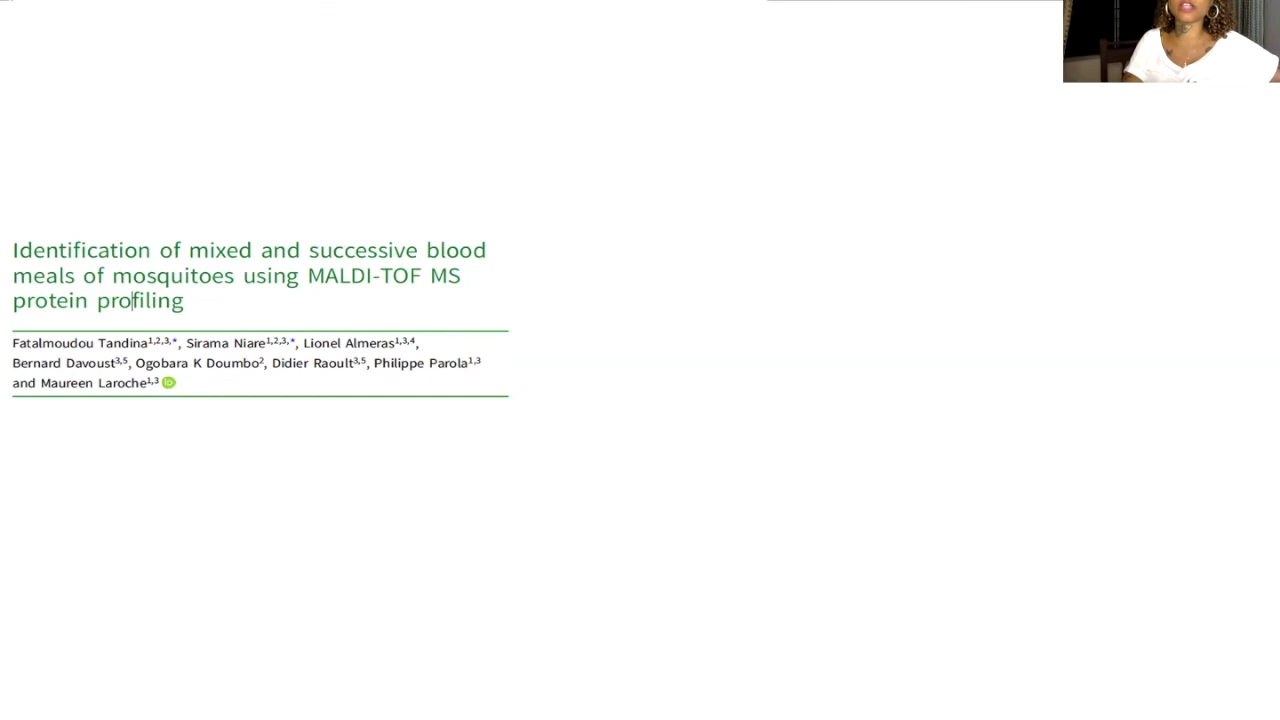 Identification of mixed and successive blood
meals of mosquitoes using MALDI-TOF MS
protein profiling
Fatalmoudou Tandina1,2,3,*, Sirama Niare1,2,3,*, Lionel Almeras1,3,4,
Bernard Davoust3,5, Ogobara K Doumbo2, Didier Raoult3,5, Philippe Parola1,3
and Maureen Laroche1,3 iD